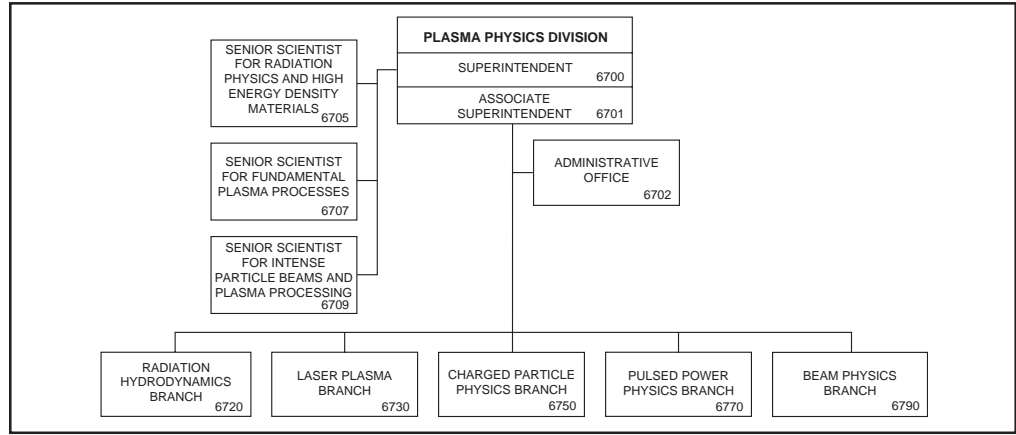 PLASMA PHYSICS DIVISION
SUPERINTENDENT
6700
ASSOCIATE
SUPERINTENDENT 6701
SENIOR SCIENTIST
FOR RADIATION
PHYSICS AND HIGH
ENERGY DENSITY
MATERIALS
6705
SENIOR SCIENTIST
FOR FUNDAMENTAL
PLASMA PROCESSES
6707
SENIOR SCIENTIST
FOR INTENSE
PARTICLE BEAMS AND
PLASMA PROCESSING
6709
ADMINISTRATIVE
OFFICE
6702
RADIATION
HYDRODYNAMICS
BRANCH
6720
LASER PLASMA
BRANCH
6730
CHARGED PARTICLE
PHYSICS BRANCH
6750
PULSED POWER
PHYSICS BRANCH
6770
BEAM PHYSICS
BRANCH
6790